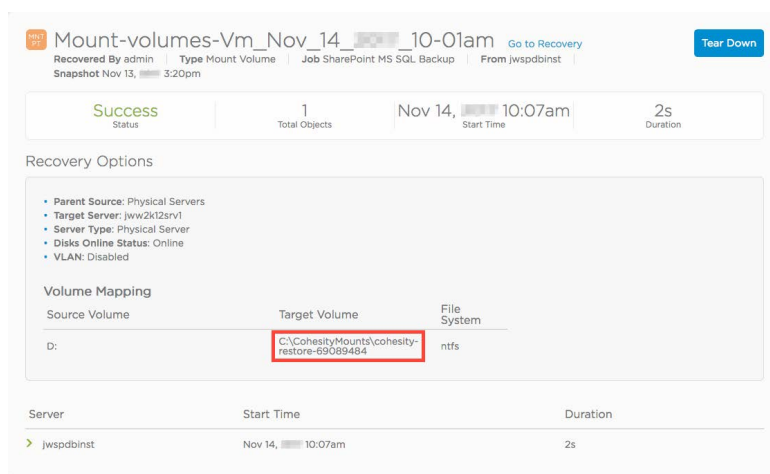 MNT
PT
Mount-volumes-Vm_Nov_14_ _10-01am Go to Recovery
Tear Down
Recovered By admin Type Mount Volume Job SharePoint MS SQL Backup From jwspdbinst
Snapshot Nov 13, 3:20pm
Success 1 Nov 14, 10:07am 2s
Status Total Objects Start Time Duration
Recovery Options
• Parent Source: Physical Servers
• Target Server: jww2k12srv1
• Server Type: Physical Server
• Disks Online Status: Online
• VLAN: Disabled
Volume Mapping
Source Volume Target Volume File
System
D: C:\CohesityMounts\cohesity-
restore-69089484 ntfs
Server Start Time Duration
jwspdbinst Nov 14, 10:07am 2s